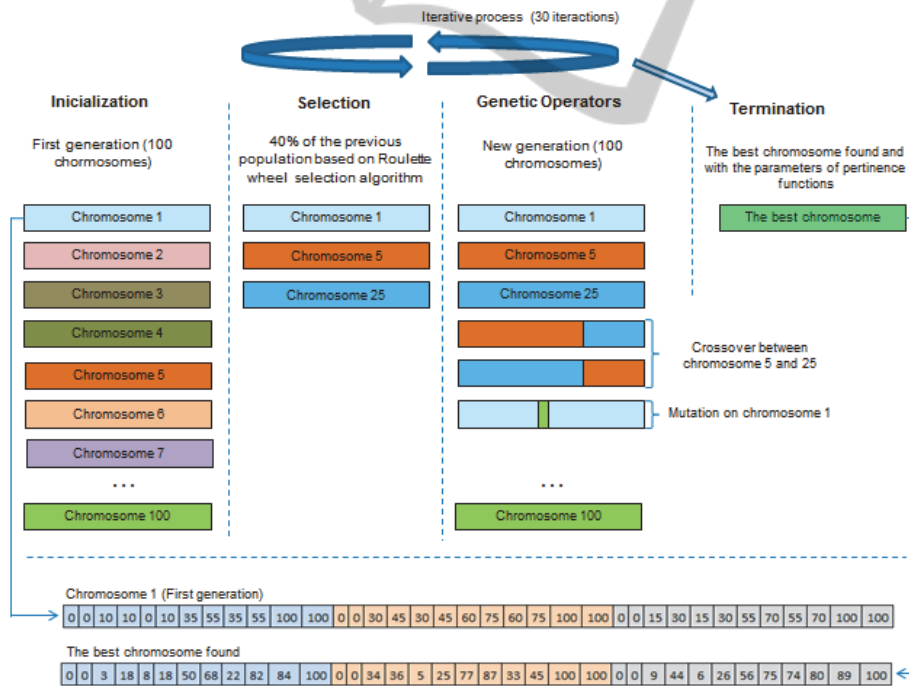 Iterative process (30 iteractions)
Inicialization
First generation (100
chormosomes)
Chromosome 1
Chromosome 2
Chromosome 3
Chromosome 4
Chromosome 5
Chromosome 6
Chromosome 7
...
Chromosome 100
Selection
40% of the previous
population based on Roulette
wheel selection algorithm
Chromosome 1
Chromosome 5
Chromosome 25
Genetic Operators
New generation (100
chromosomes)
Chromosome 1
Chromosome 5
Chromosome 25
Crossover between
chromosome 5 and 25
Mutation on chromosome 1
...
Chromosome 100
Termination
The best chromosome found and
with the parameters of pertinence
functions
The best chromosome
Chromosome 1 (First generation)
0 0 10 10 0 10 35 55 35 55 100 100 0 0 30 45 30 45 60 75 60 75 100 100 0 0 15 30 15 30 55 70 55 70 100 100
The best chromosome found
0 0 3 18 8 18 50 68 22 82 84 100 0 0 34 36 5 25 77 87 33 45 100 100 0 0 9 44 6 26 56 75 74 80 89 100